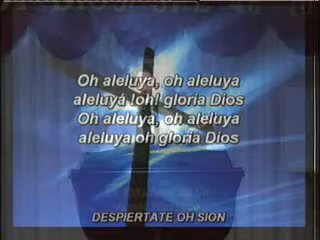 Oh aleluya, oh aleluya
aleluya !oh! gloria Dios
Oh aleluya, oh aleluya
aleluya oh gloria Dios
DESPIERTATE OH SION